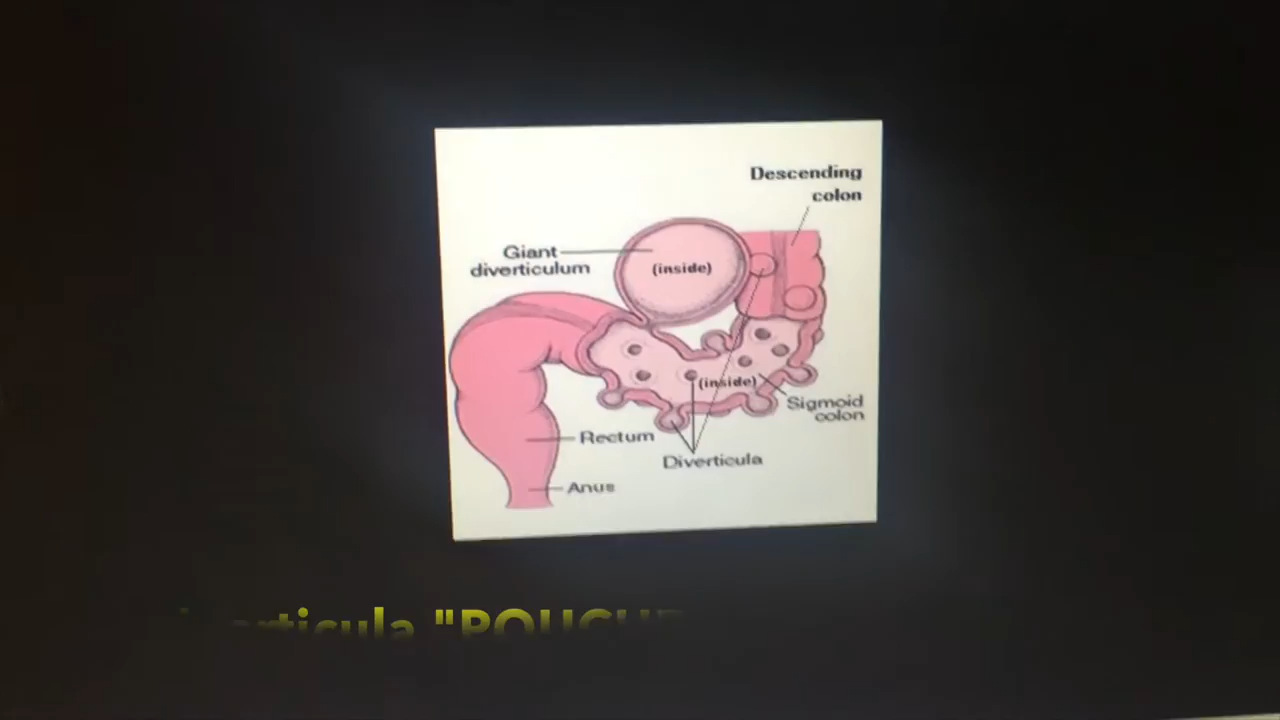 Descending
colon
Giant
diverticulum
(inside)
(inside)
Sigmoid
colon
Rectum
Diverticula
Anus